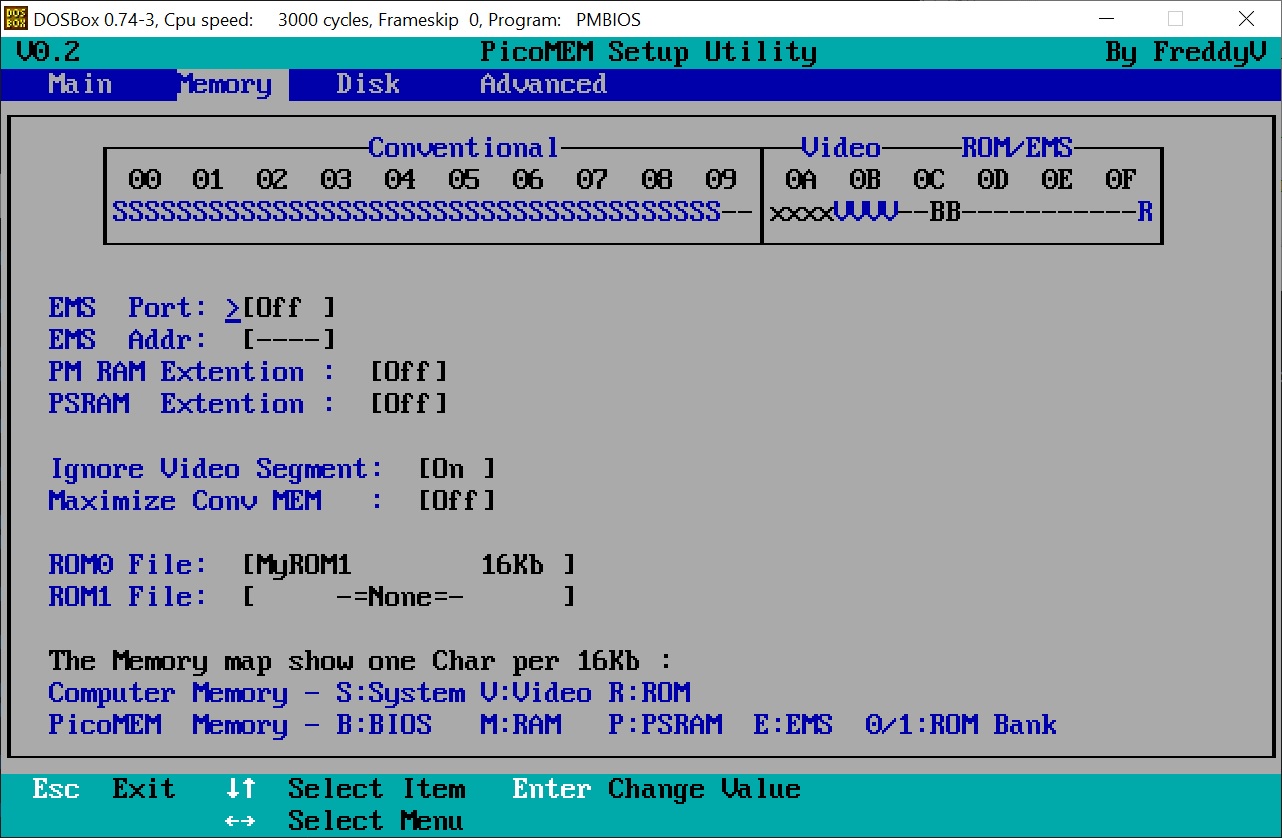 DOSBox 0.74-3, Cpu speed:    3000 cycles, Frameskip  0, Program:   PMBIOS
V0.2 PicoMEM Setup Utility By FreddyV
Main Memory Disk Advanced
Conventional Video ROM/EMS
00 01 02 03 04 05 06 07 08 09 0A 0B 0C 0D 0E 0F
SSSSSSSSSSSSSSSSSSSSSSSSSSSSSSSSSSSSSS-- xxxxVVVV--BB-----------R
EMS  Port: >[Off ]
EMS  Addr:  [----]
PM RAM Extention :  [Off]
PSRAM  Extention :  [Off]
Ignore Video Segment:  [On ]
Maximize Conv MEM   :  [Off]
ROM0 File:  [MyROM1        16Kb ]
ROM1 File:  [     -=None=-      ]
The Memory map show one Char per 16Kb :
Computer Memory - S:System V:Video R:ROM
PicoMEM  Memory - B:BIOS   M:RAM   P:PSRAM  E:EMS  0/1:ROM Bank
Esc  Exit   ↓↑  Select Item   Enter Change Value
↔  Select Menu